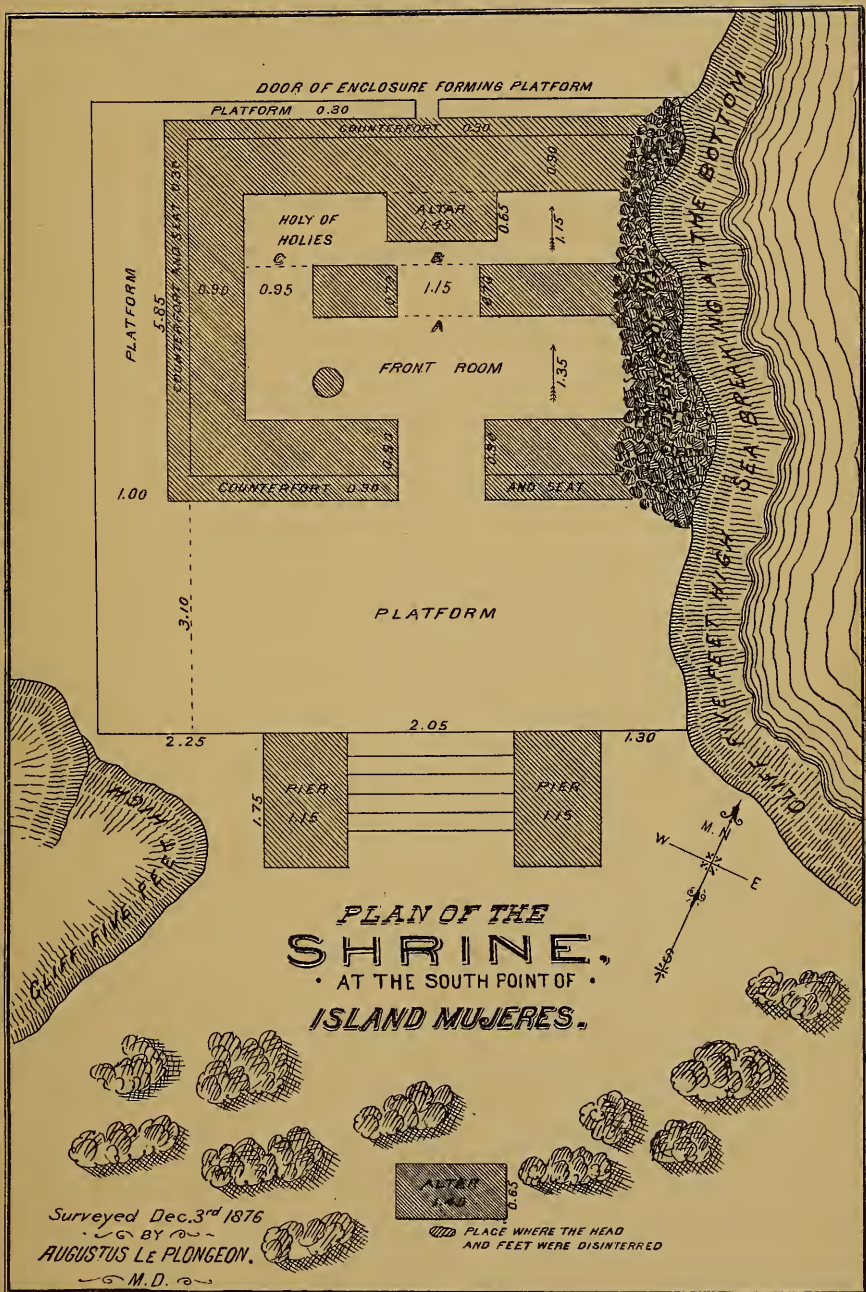 DOOR OF ENCLOSURE FORMING PLATFORM
PLATFORM 0.30
COUNTERFORT 0.30
0.90
HOLY OF
HOLIES
ALTAR
1.45
0.65
1.15
C
B
PLATFORM
5.85
COUNTERFORT AND SEAT 0.30
0.90
0.95
0.70
1.15
0.70
A
FRONT ROOM
1.35
DEBRIS OF WALL
CLIFF FIVE FEET HIGH SEA BREAKING AT THE BOTTOM
0.90
0.90
COUNTERFORT 0.30
AND SEAT
1.00
3.10
PLATFORM
2.25
2.05
1.30
PIER
1.15
1.75
PIER
1.15
CLIFF FIVE FEET HIGH
M. N
W
E
PLAN OF THE
SHRINE.
• AT THE SOUTH POINT OF •
ISLAND MUJERES.
ALTER
1.45
0.65
PLACE WHERE THE HEAD
AND FEET WERE DISINTERRED
Surveyed Dec. 3rd 1876
BY
AUGUSTUS LE PLONGEON.
M.D.